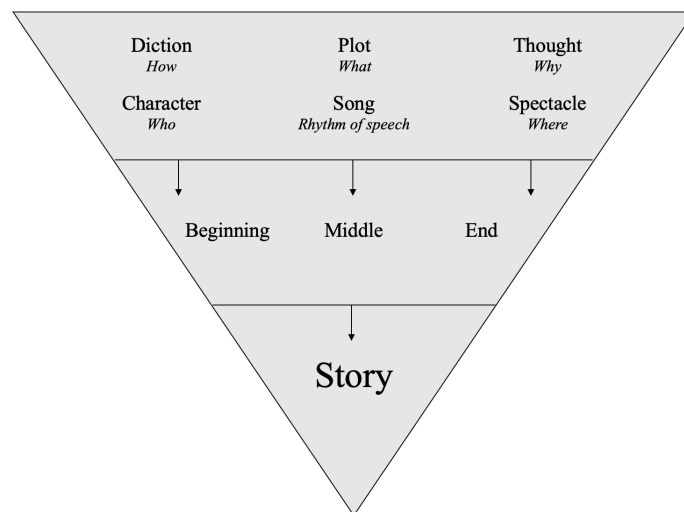 Diction Plot Thought
How What Why
Character Song Spectacle
Who Rhythm of speech Where
Beginning Middle End
Story